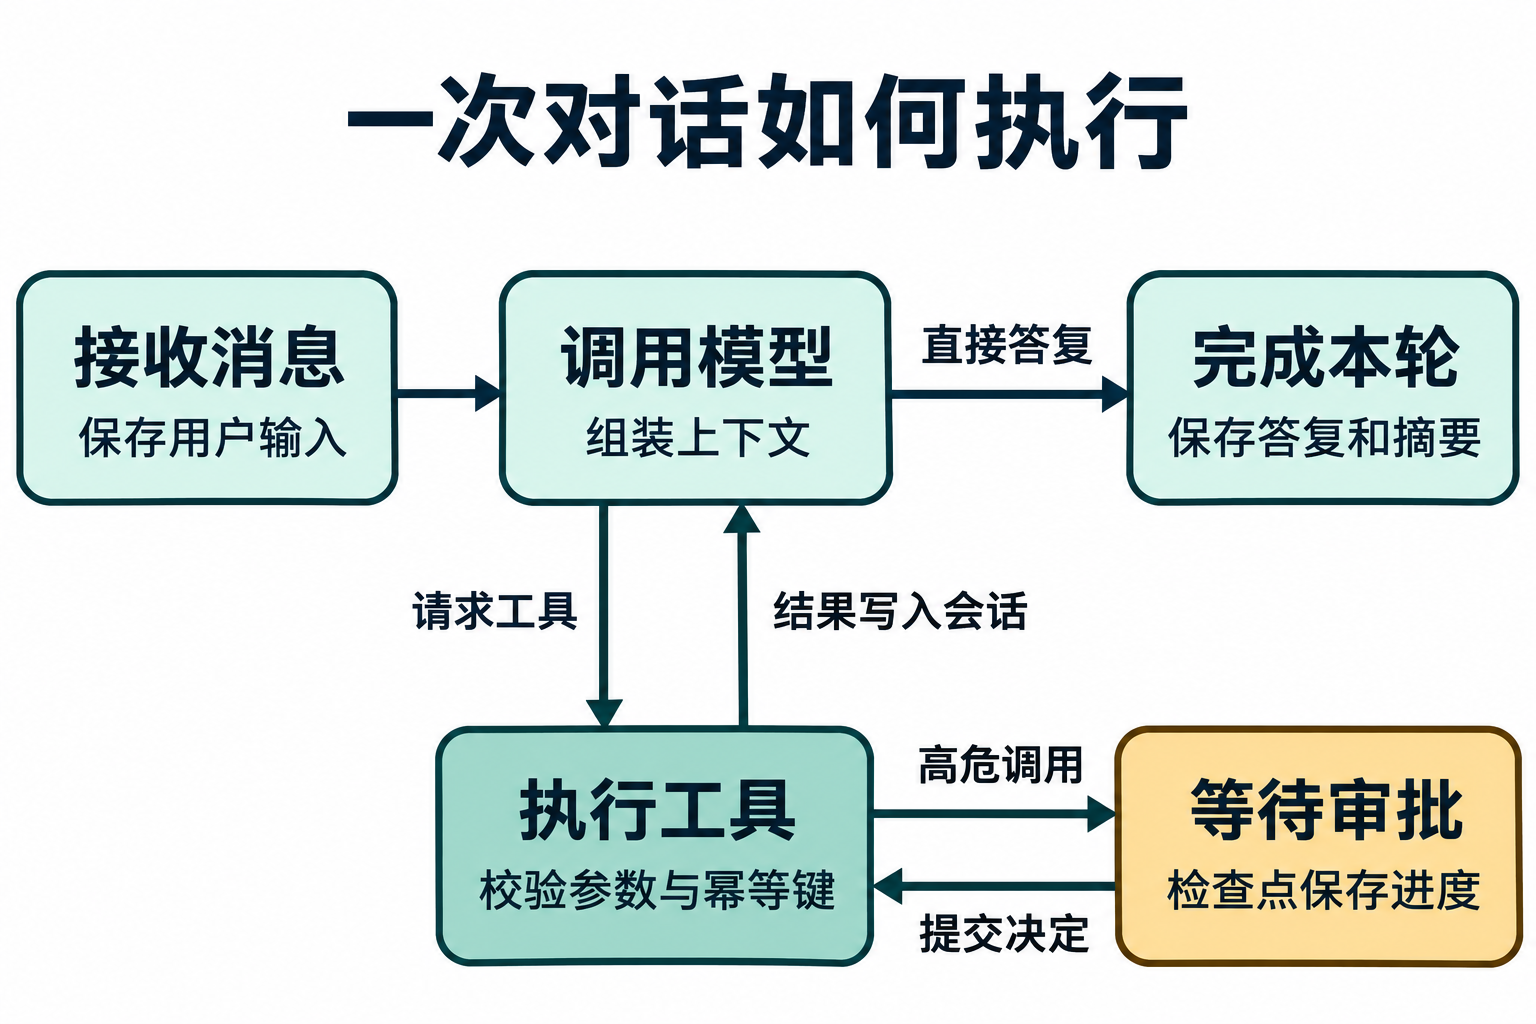 一次对话如何执行
接收消息
保存用户输入
调用模型
组装上下文
直接答复
完成本轮
保存答复和摘要
请求工具
结果写入会话
执行工具
校验参数与幂等键
高危调用
提交决定
等待审批
检查点保存进度